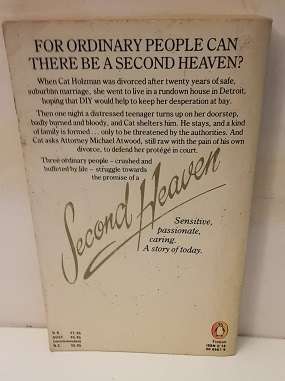 FOR ORDINARY PEOPLE CAN
THERE BE A SECOND HEAVEN?
When Cat Holzman was divorced after twenty years of safe,
suburban marriage, she went to live in a rundown house in Detroit,
hoping that DIY would help to keep her desperation at bay.
Then one night a distressed teenager turns up on her doorstep,
badly burned and bloody, and Cat shelters him. He stays, and a kind
of family is formed . . . only to be threatened by the authorities. And
Cat asks Attorney Michael Atwood, still raw with the pain of his own
divorce, to defend her protégé in court.
Three ordinary people – crushed and
buffeted by life – struggle towards
the promise of a
Second Heaven
Sensitive,
passionate,
caring.
A story of today.
Fiction
ISBN 0 14